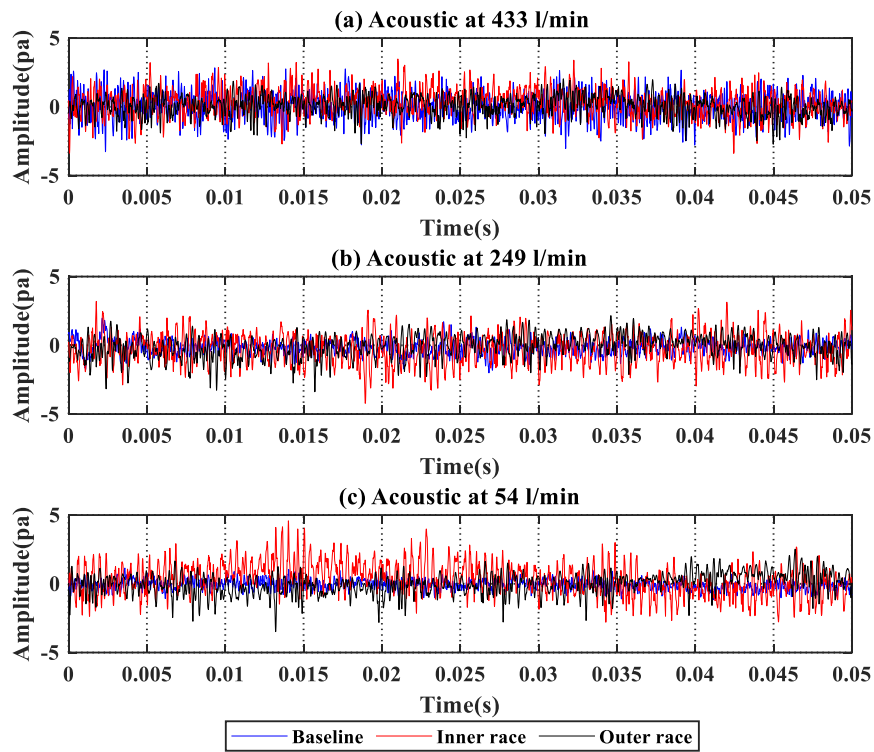 (a) Acoustic at 433 l/min
Amplitude(pa)
5
0
-5
0 0.005 0.01 0.015 0.02 0.025 0.03 0.035 0.04 0.045 0.05
Time(s)
(b) Acoustic at 249 l/min
Amplitude(pa)
5
0
-5
0 0.005 0.01 0.015 0.02 0.025 0.03 0.035 0.04 0.045 0.05
Time(s)
(c) Acoustic at 54 l/min
Amplitude(pa)
5
0
-5
0 0.005 0.01 0.015 0.02 0.025 0.03 0.035 0.04 0.045 0.05
Time(s)
Baseline Inner race Outer race